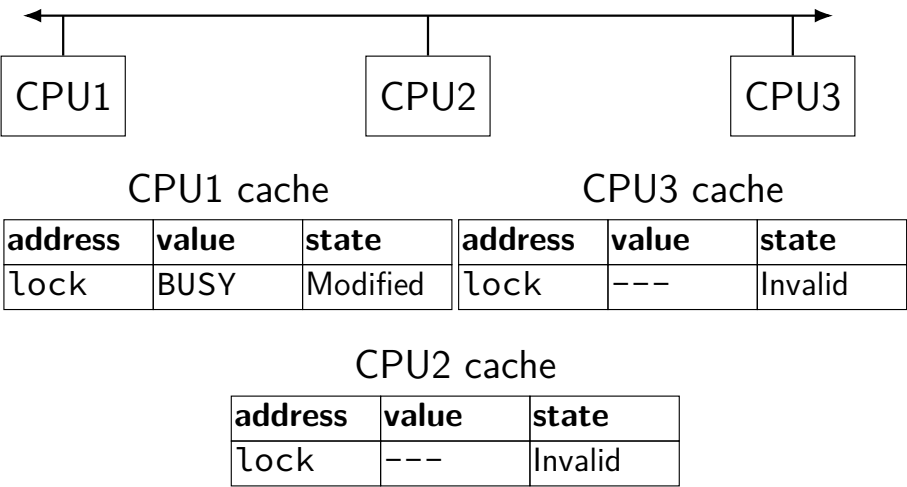 CPU1 CPU2 CPU3
CPU1 cache
address value state
lock BUSY Modified
CPU3 cache
address value state
lock --- Invalid
CPU2 cache
address value state
lock --- Invalid